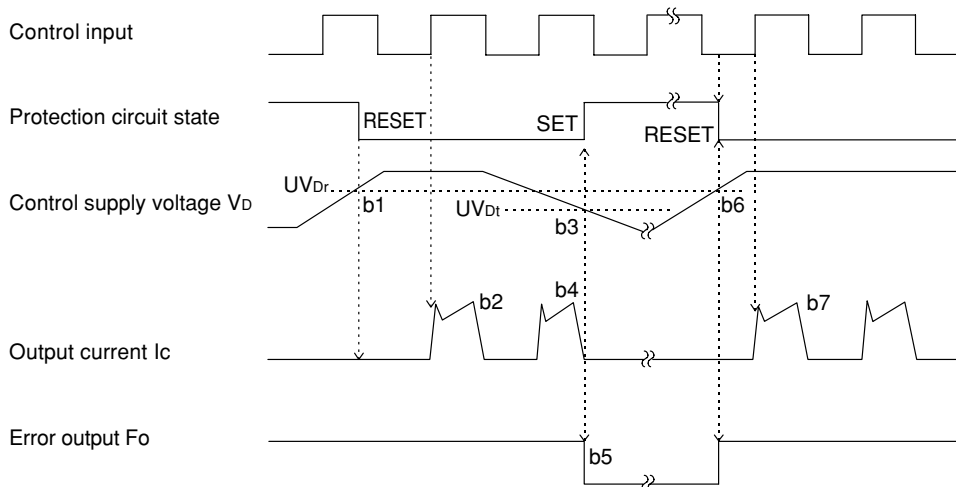 Control input
Protection circuit state
RESET
SET
RESET
Control supply voltage VD
UVDr
b1
UVDt
b3
b6
Output current Ic
b2
b4
b7
Error output Fo
b5